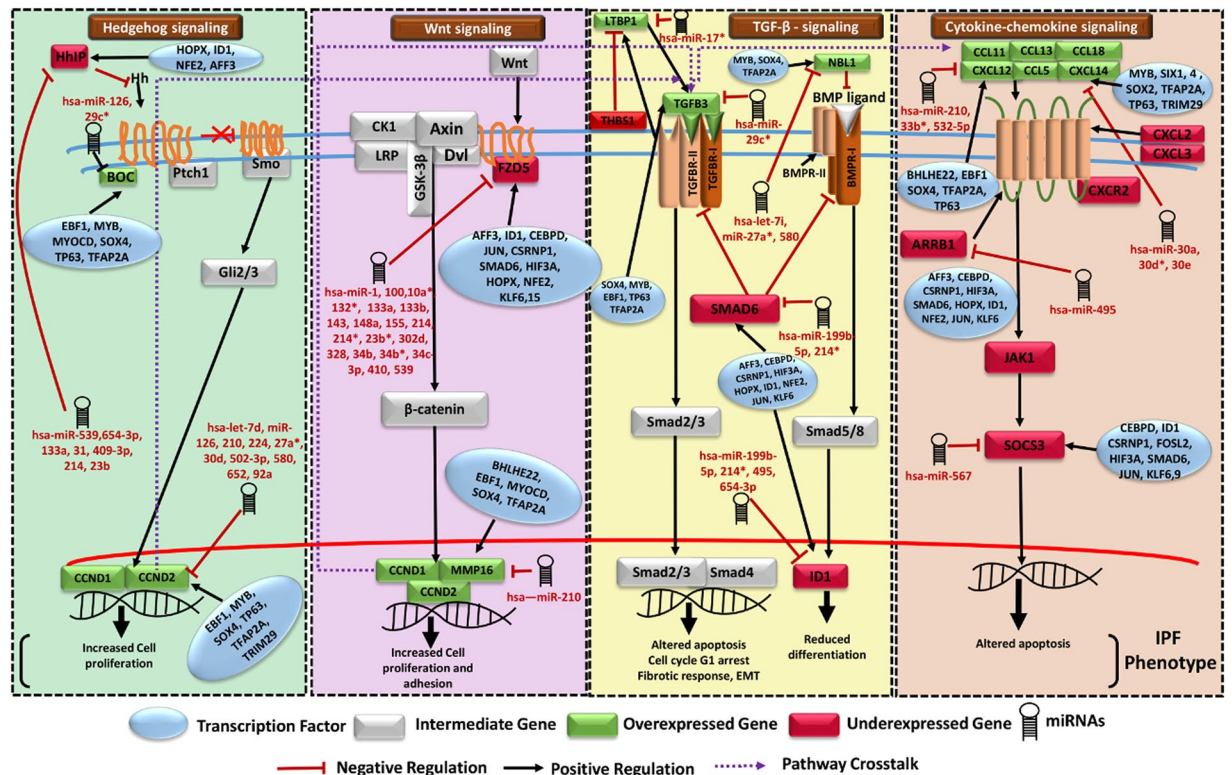 Hedgehog signaling
HhIP
HOPX, ID1,
NFE2, AFF3
Hh
hsa-miR-126,
29c*
BOC
Ptch1
Smo
EBF1, MYB,
MYOCD, SOX4,
TP63, TFAP2A
Gli2/3
hsa-miR-539,654-3p,
133a, 31, 409-3p,
214, 23b
hsa-let-7d, miR-
126, 210, 224, 27a*,
30d, 502-3p, 580,
652, 92a
CCND1
CCND2
EBF1, MYB,
SOX4, TP63,
TFAP2A,
TRIM29
Increased Cell
proliferation
Wnt signaling
Wnt
CK1
Axin
LRP
Dvl
GSK-3β
FZD5
AFF3, ID1, CEBPD,
JUN, CSRNP1,
SMAD6, HIF3A,
HOPX, NFE2,
KLF6,15
hsa-miR-1, 100,10a*
132*, 133a, 133b,
143, 148a, 155, 214,
214*, 23b*, 302d,
328, 34b, 34b*, 34c-
3p, 410, 539
β-catenin
BHLHE22,
EBF1, MYOCD,
SOX4, TFAP2A
CCND1
MMP16
CCND2
hsa—miR-210
Increased Cell
proliferation and
adhesion
TGF-β - signaling
LTBP1
hsa-miR-17*
MYB, SOX4,
TFAP2A
NBL1
BMP ligand
TGFB3
THBS1
hsa-miR-
29c*
TGFBR-II
TGFBR-I
BMPR-II
BMPR-I
hsa-let-7i,
miR-27a*, 580
SOX4, MYB,
EBF1, TP63
TFAP2A
SMAD6
hsa-miR-199b
5p, 214*
AFF3, CEBPD,
CSRNP1, HIF3A,
HOPX, ID1, NFE2,
JUN, KLF6
Smad2/3
Smad5/8
hsa-miR-199b-
5p, 214*, 495,
654-3p
Smad2/3
Smad4
ID1
Altered apoptosis
Cell cycle G1 arrest
Fibrotic response, EMT
Reduced
differentiation
Cytokine-chemokine signaling
CCL11
CCL13
CCL18
CXCL12
CCL5
CXCL14
hsa-miR-210,
33b*, 532-5p
MYB, SIX1, 4 ,
SOX2, TFAP2A,
TP63, TRIM29
CXCL2
CXCL3
CXCR2
BHLHE22, EBF1
SOX4, TFAP2A,
TP63
ARRB1
hsa-miR-30a,
30d*, 30e
hsa-miR-495
AFF3, CEBPD,
CSRNP1, HIF3A,
SMAD6, HOPX, ID1,
NFE2, JUN, KLF6
JAK1
SOCS3
hsa-miR-567
CEBPD, ID1
CSRNP1, FOSL2,
HIF3A, SMAD6,
JUN, KLF6,9
Altered apoptosis
IPF
Phenotype
Transcription Factor
Intermediate Gene
Overexpressed Gene
Underexpressed Gene
miRNAs
Negative Regulation
Positive Regulation
Pathway Crosstalk